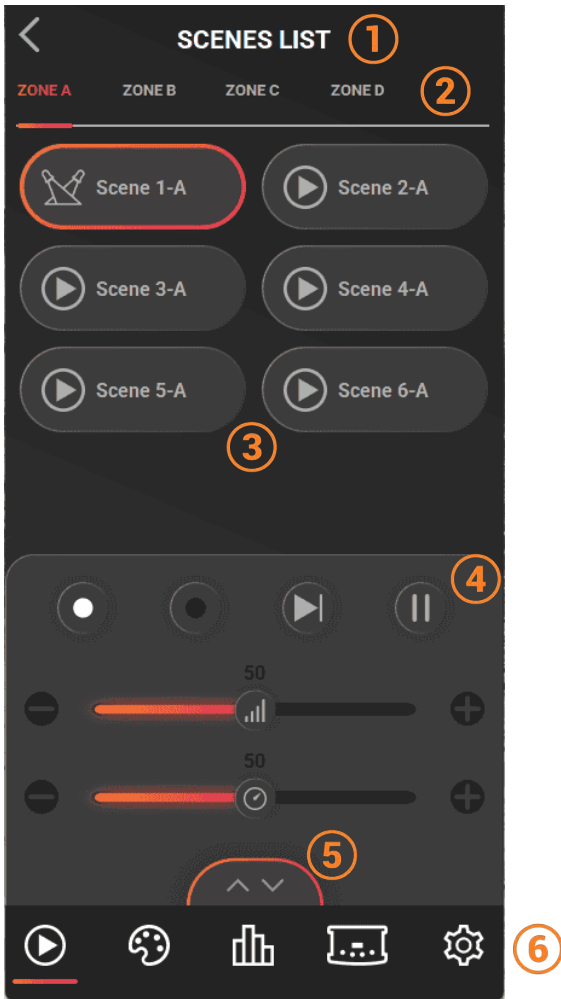 SCENES LIST 1
ZONE A ZONE B ZONE C ZONE D 2
Scene 1-A Scene 2-A
Scene 3-A Scene 4-A
Scene 5-A Scene 6-A
3
4
50
50
5
6